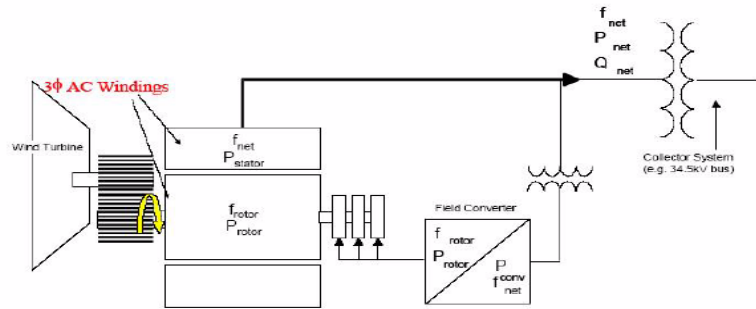 f net
P net
Q net
3ϕ AC Windings
Wind Turbine
f net
P stator
f rotor
P rotor
Collector System
(e.g. 34.5kV bus)
Field Converter
f rotor
P rotor
P conv
f net